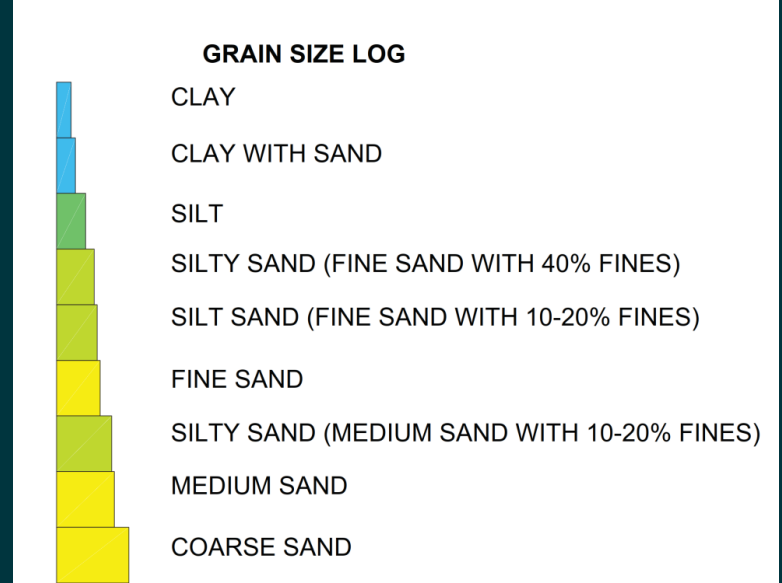 GRAIN SIZE LOG
CLAY
CLAY WITH SAND
SILT
SILTY SAND (FINE SAND WITH 40% FINES)
SILT SAND (FINE SAND WITH 10-20% FINES)
FINE SAND
SILTY SAND (MEDIUM SAND WITH 10-20% FINES)
MEDIUM SAND
COARSE SAND